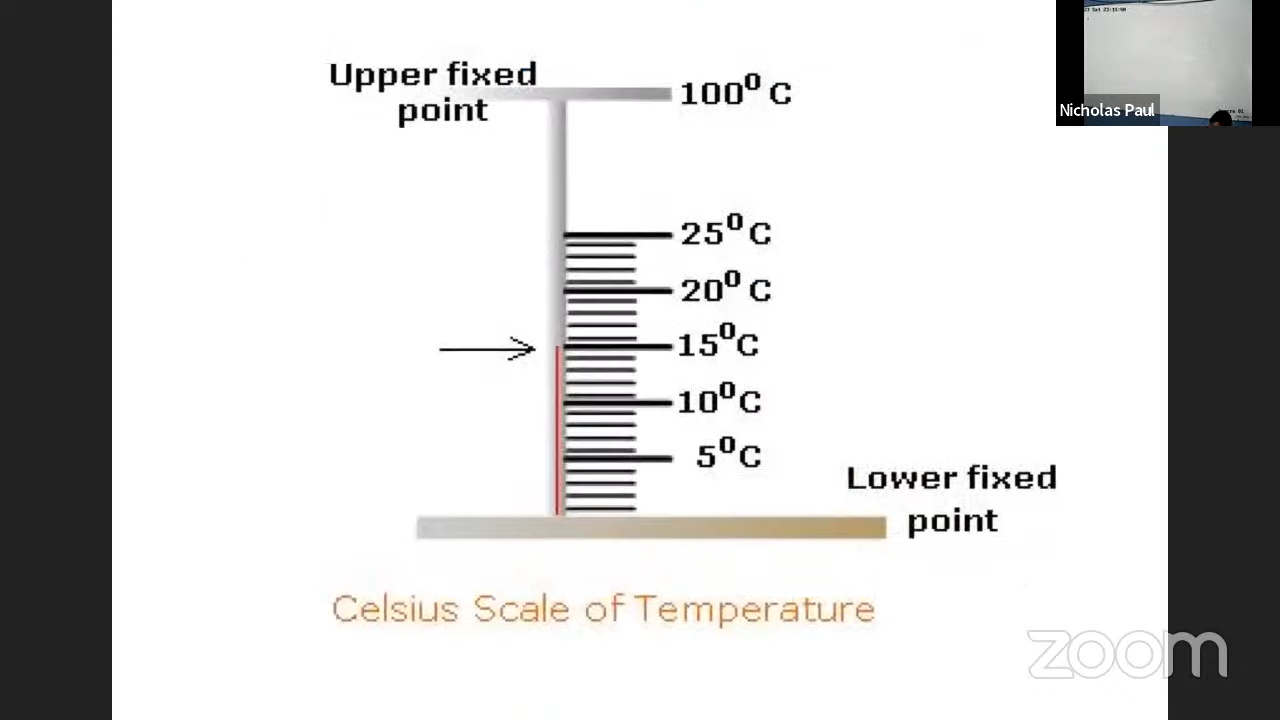 Upper fixed
point
100⁰ C
25⁰ C
20⁰ C
15⁰C
10⁰C
5⁰C
Lower fixed
point
Celsius Scale of Temperature
Nicholas Paul
zoom